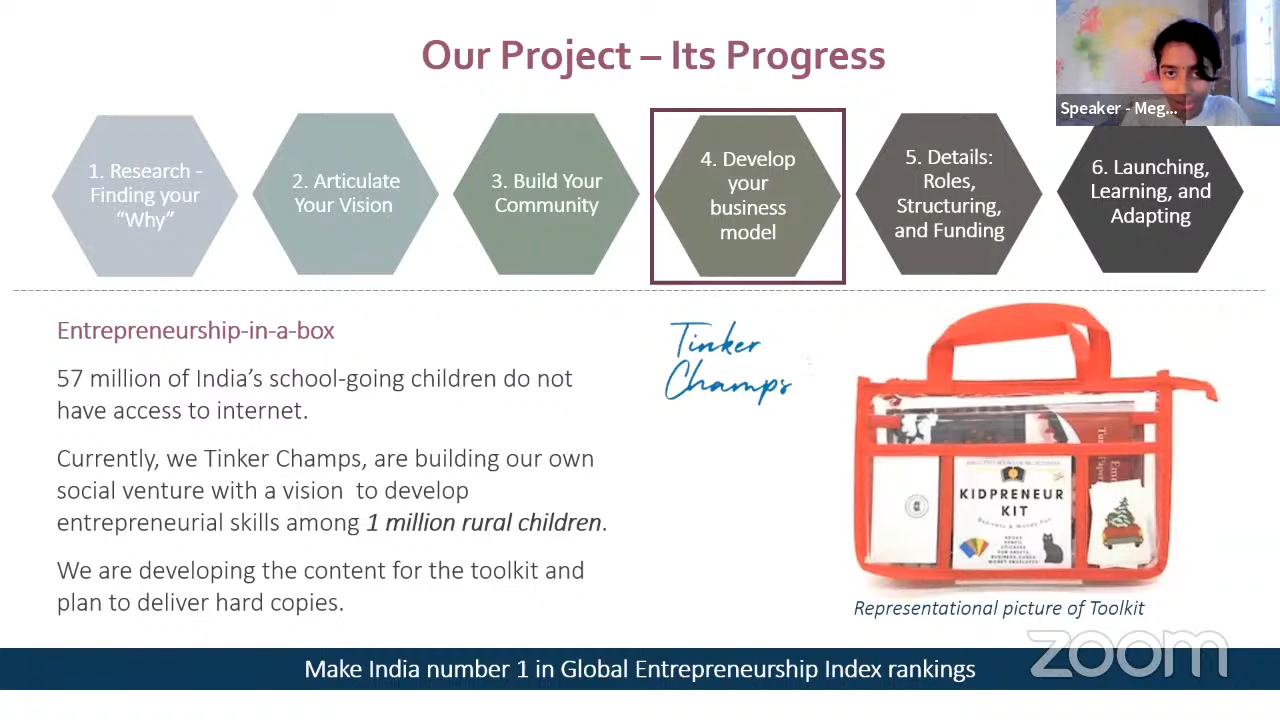 Our Project – Its Progress
Speaker - Meg...
1. Research -
Finding your
“Why”
2. Articulate
Your Vision
3. Build Your
Community
4. Develop
your
business
model
5. Details:
Roles,
Structuring,
and Funding
6. Launching,
Learning, and
Adapting
Entrepreneurship-in-a-box
57 million of India’s school-going children do not
have access to internet.
Currently, we Tinker Champs, are building our own
social venture with a vision to develop
entrepreneurial skills among 1 million rural children.
We are developing the content for the toolkit and
plan to deliver hard copies.
Tinker
Champs
KIDPRENEUR
KIT
Business & Money Fun
Representational picture of Toolkit
zoom
Make India number 1 in Global Entrepreneurship Index rankings